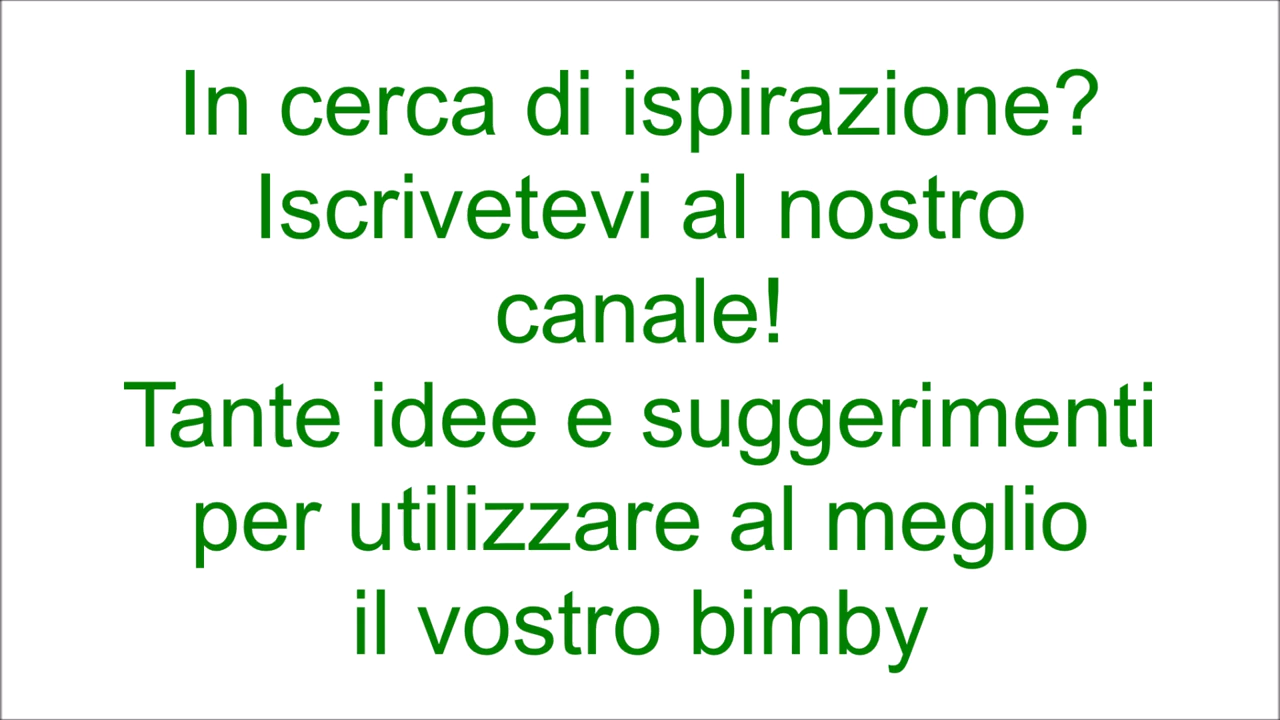 In cerca di ispirazione?
Iscrivetevi al nostro
canale!
Tante idee e suggerimenti
per utilizzare al meglio
il vostro bimby